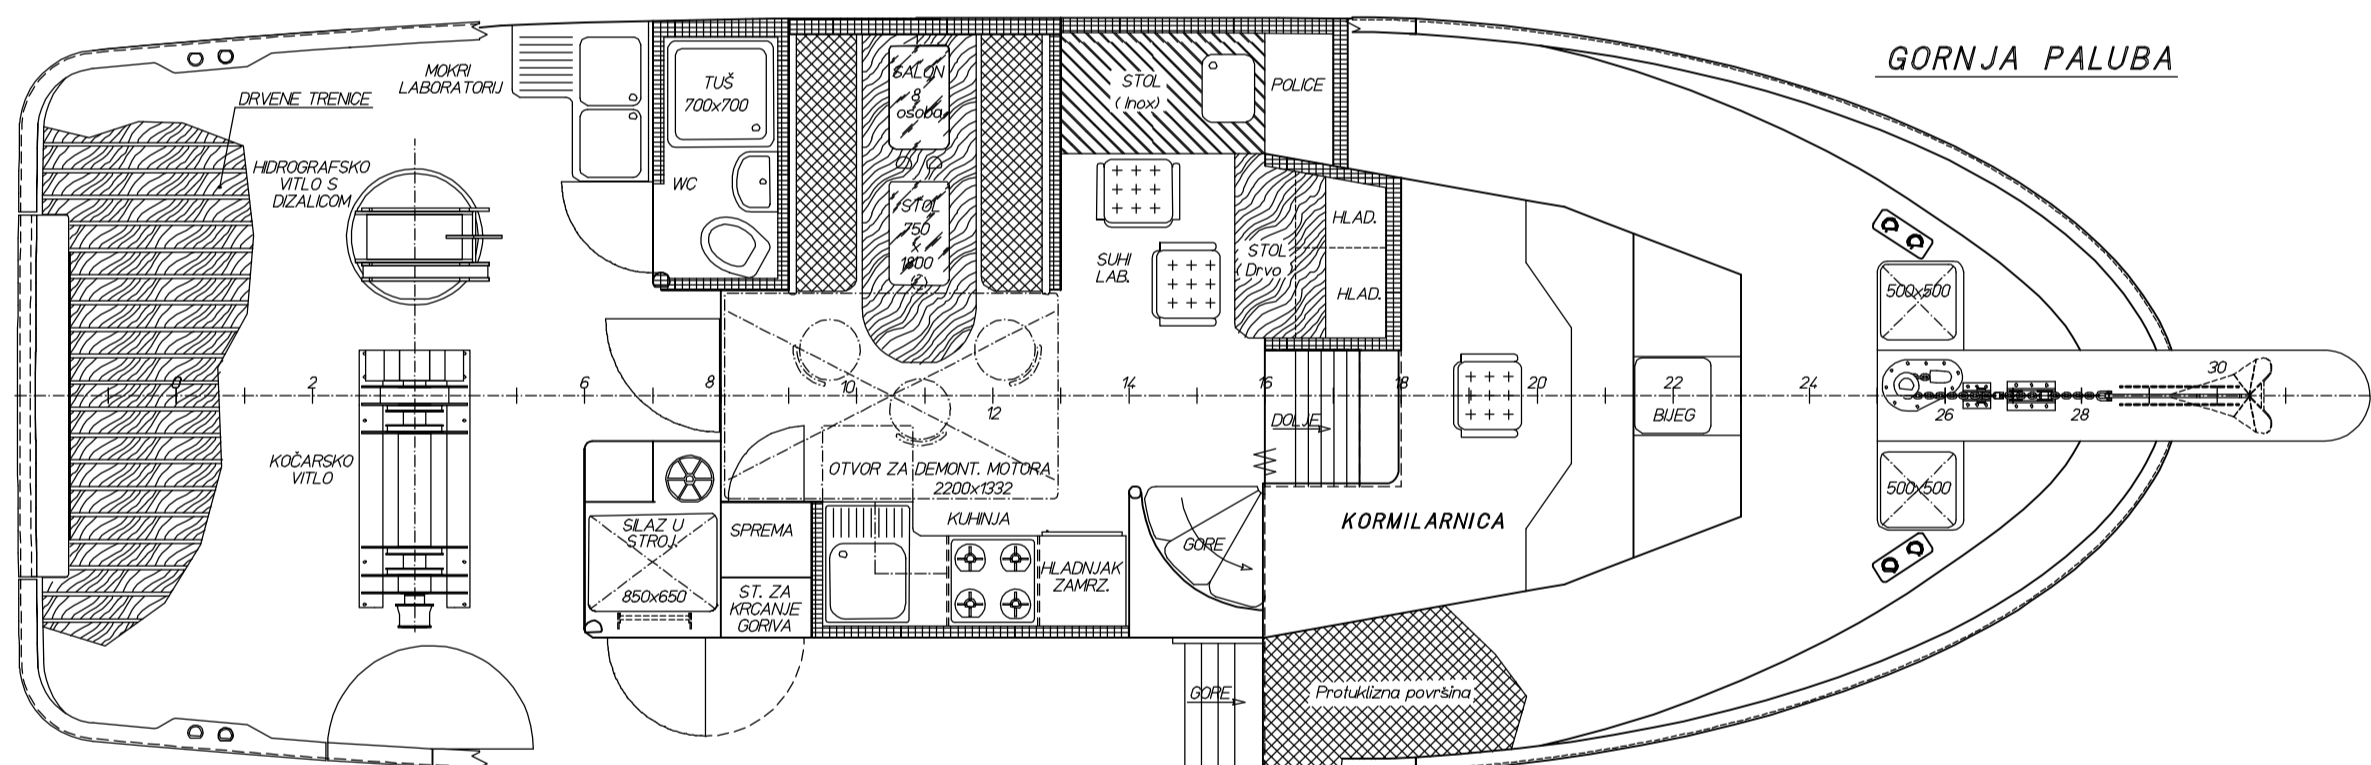 GORNJA PALUBA
MOKRI
LABORATORIJ
DRVENE TRENICE
HIDROGRAFSKO
VITLO S
DIZALICOM
TUŠ
700x700
WC
SALON
8
osoba
STOL
750
x
1800
STOL
(Inox)
POLICE
SUHI
LAB.
STOL
(Drvo)
HLAD.
HLAD.
500x500
0
2
6
8
10
12
14
16
18
20
22
24
26
28
30
KOČARSKO
VITLO
DOLJE
BIJEG
OTVOR ZA DEMONT. MOTORA
2200x1332
500x500
SILAZ U
STROJ.
850x650
SPREMA
ST. ZA
KRCANJE
GORIVA
KUHINJA
HLADNJAK
ZAMRZ.
GORE
KORMILARNICA
GORE
Protuklizna površina